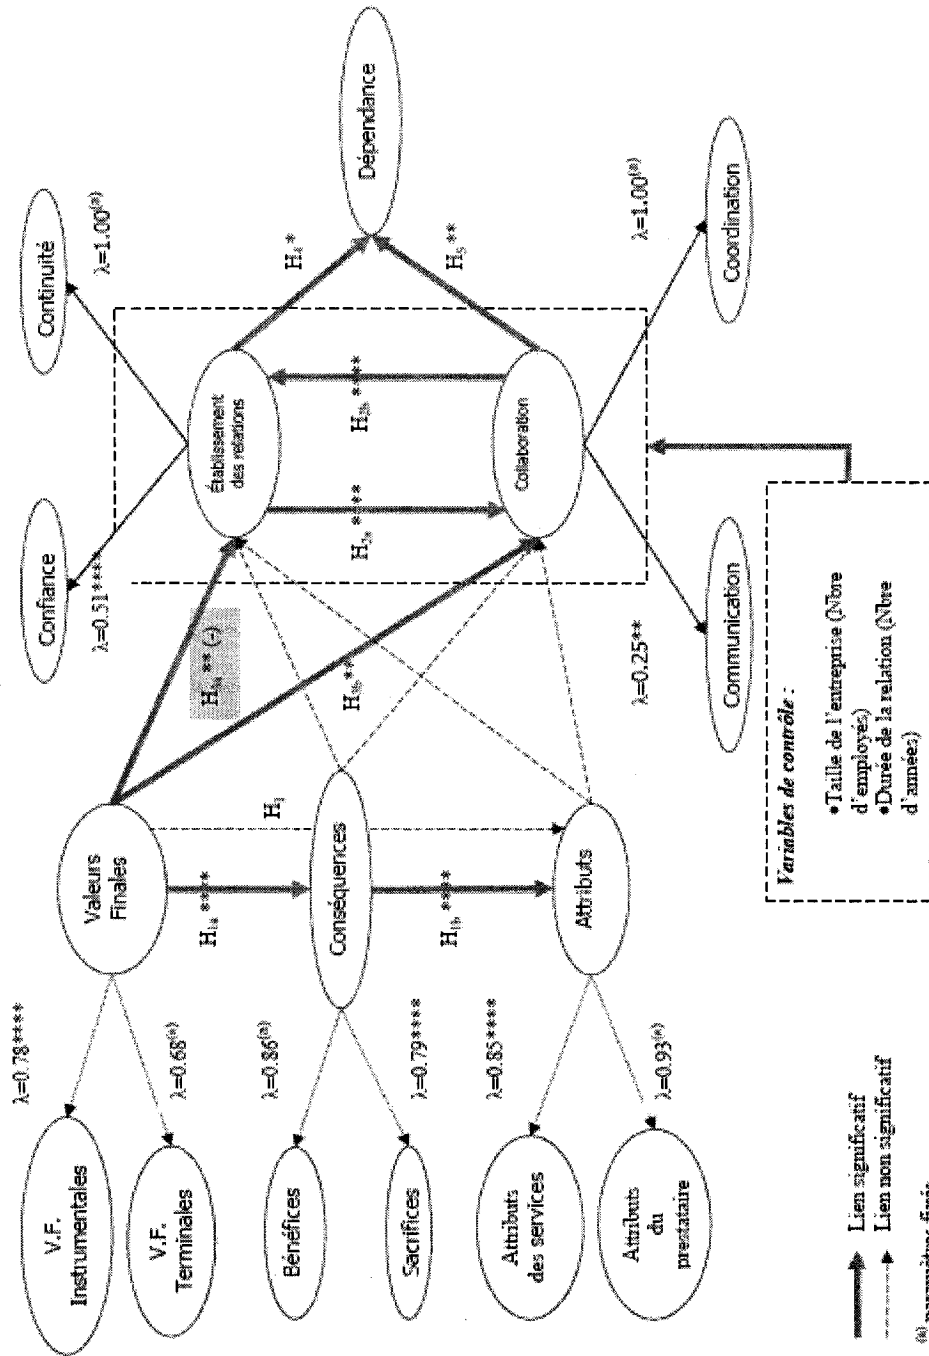 V.F.
Instrumentales
V.F.
Terminales
Bénéfices
Sacrifices
Attributs
des services
Attributs
du
prestataire
λ=0.78****
λ=0.68(a)
λ=0.86(a)
λ=0.79****
λ=0.85****
λ=0.93(a)
Valeurs
Finales
H1a****
Conséquences
H1b****
Attributs
H3a** (-)
H3b**
Confiance
λ=0.51****
Continuité
λ=1.00(a)
Établissement
des relations
H2a****
H2b****
Collaboration
H4*
H5**
Dépendance
λ=0.25**
Communication
λ=1.00(a)
Coordination
Variables de contrôle :
•Taille de l'entreprise (Nbre
d'employés)
•Durée de la relation (Nbre
d'années)
Lien significatif
Lien non significatif
(a) paramètre fixés